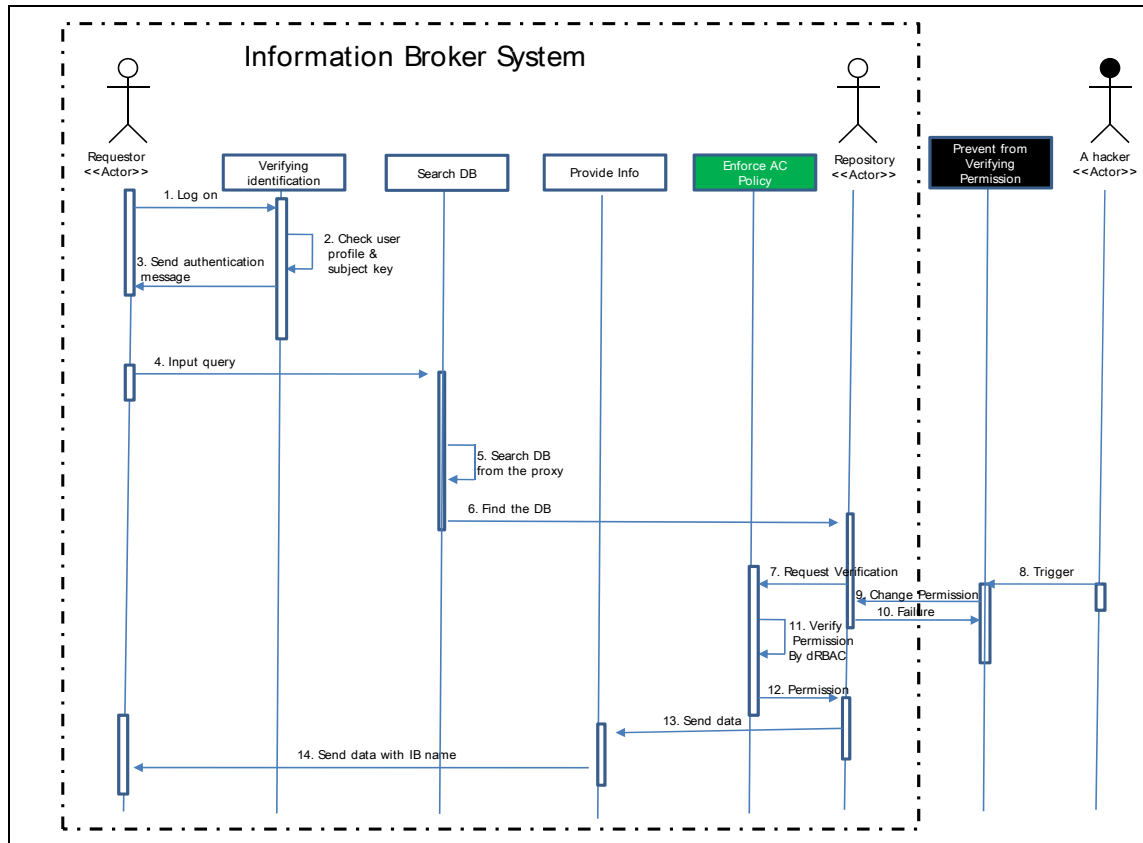 Information Broker System
Requestor
<<Actor>>
Verifying
identification
Search DB
Provide Info
Enforce AC
Policy
Repository
<<Actor>>
Prevent from
Verifying
Permission
A hacker
<<Actor>>
1. Log on
2. Check user
profile &
subject key
3. Send authentication
message
4. Input query
5. Search DB
from the proxy
6. Find the DB
7. Request Verification
8. Trigger
9. Change Permission
10. Failure
11. Verify
Permission
By dRBAC
12. Permission
13. Send data
14. Send data with IB name